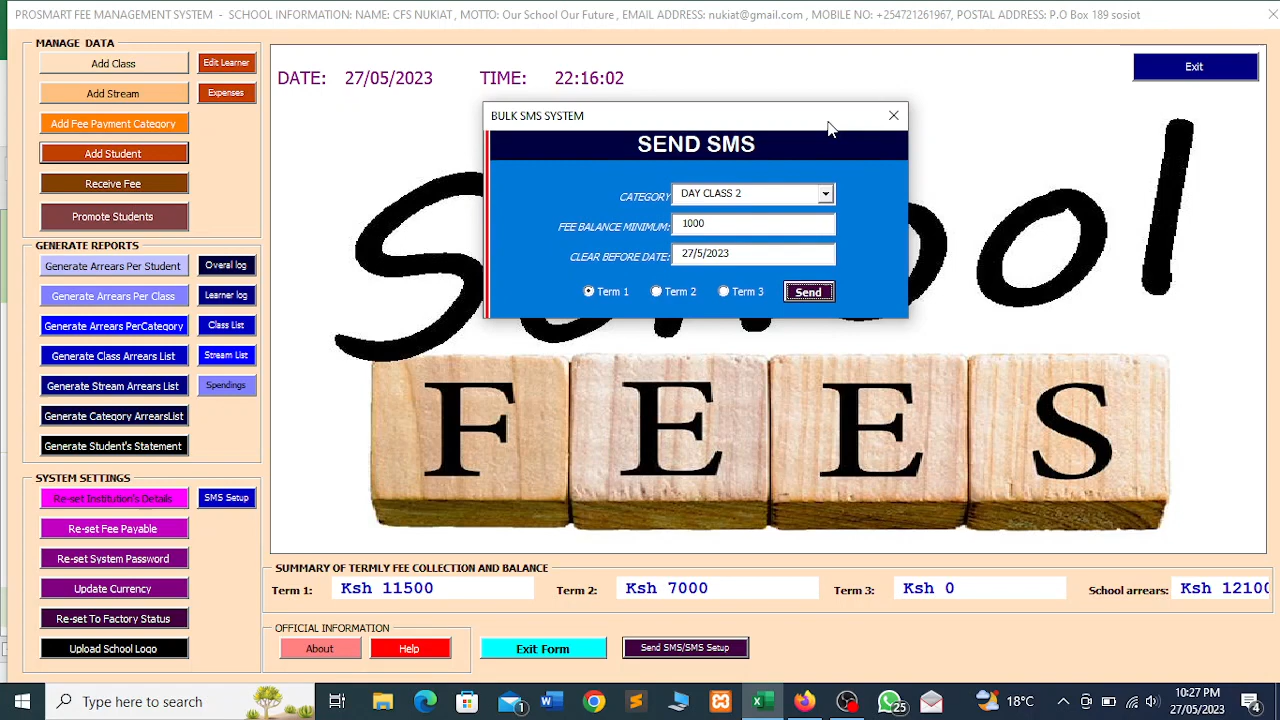 PROSMART FEE MANAGEMENT SYSTEM - SCHOOL INFORMATION: NAME: CFS NUKIAT , MOTTO: Our School Our Future , EMAIL ADDRESS: nukiat@gmail.com , MOBILE NO: +254721261967, POSTAL ADDRESS: P.O Box 189 sosiot
MANAGE DATA
Add Class
Edit Learner
Add Stream
Expenses
Add Fee Payment Category
Add Student
Receive Fee
Promote Students
GENERATE REPORTS
Generate Arrears Per Student
Overal log
Generate Arrears Per Class
Learner log
Generate Arrears PerCategory
Class List
Generate Class Arrears List
Stream List
Generate Stream Arrears List
Spendings
Generate Category ArrearsList
Generate Student's Statement
SYSTEM SETTINGS
Re-set Institution's Details
SMS Setup
Re-set Fee Payable
Re-set System Password
Update Currency
Re-set To Factory Status
Upload School Logo
DATE: 27/05/2023 TIME: 22:16:02
Exit
BULK SMS SYSTEM
SEND SMS
CATEGORY DAY CLASS 2
FEE BALANCE MINIMUM: 1000
CLEAR BEFORE DATE: 27/5/2023
Term 1 Term 2 Term 3 Send
School
FEES
SUMMARY OF TERMLY FEE COLLECTION AND BALANCE
Term 1: Ksh 11500 Term 2: Ksh 7000 Term 3: Ksh 0 School arrears: Ksh 12100
OFFICIAL INFORMATION
About Help Exit Form Send SMS/SMS Setup
Type here to search
1
25
18°C
10:27 PM
27/05/2023
4